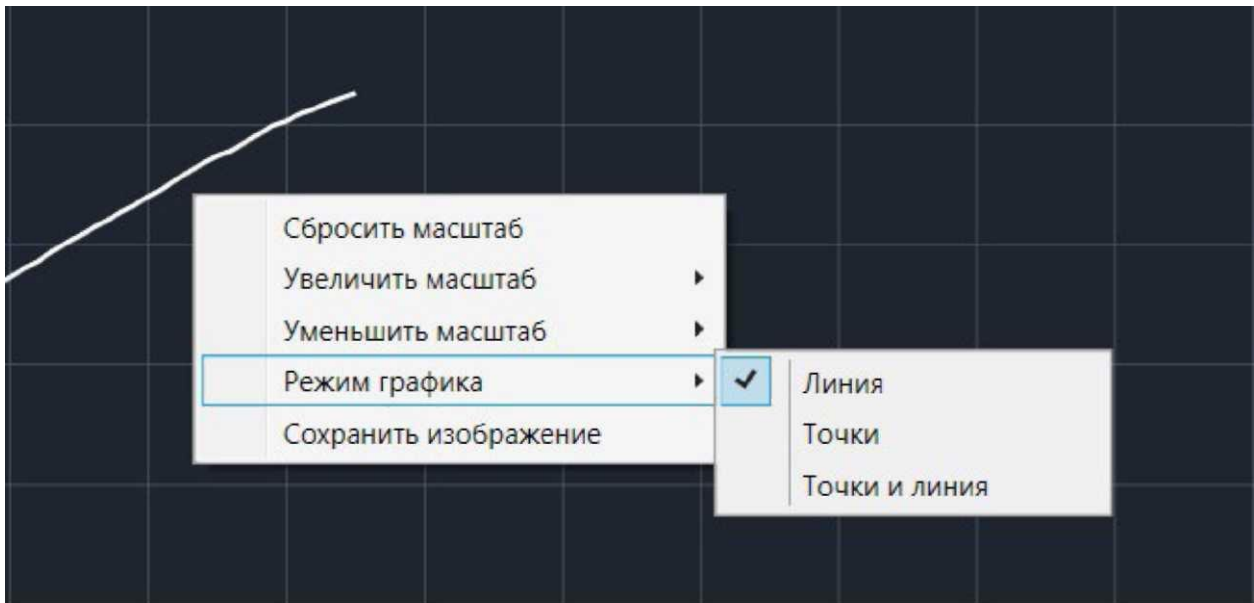 Сбросить масштаб
Увеличить масштаб
Уменьшить масштаб
Режим графика
Сохранить изображение
Линия
Точки
Точки и линия